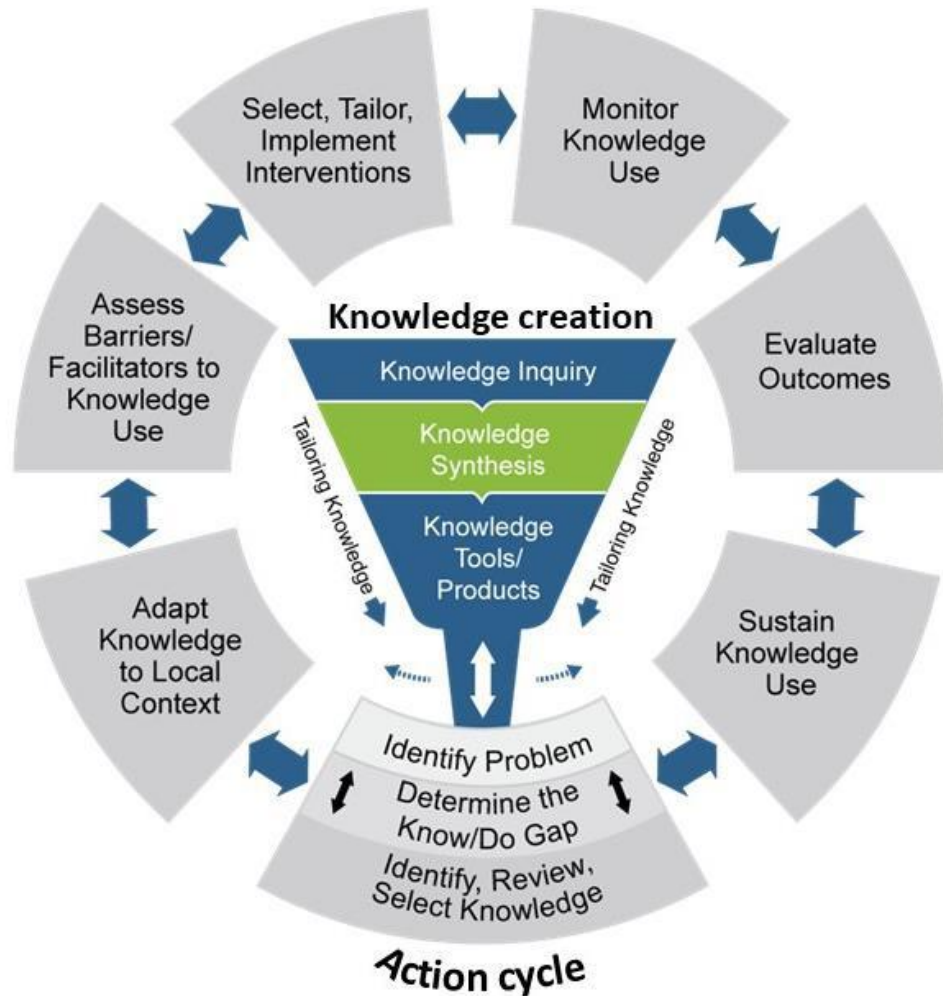 Select, Tailor,
Implement
Interventions
Monitor
Knowledge
Use
Assess
Barriers/
Facilitators to
Knowledge
Use
Knowledge creation
Knowledge Inquiry
Knowledge
Synthesis
Knowledge
Tools/
Products
Tailoring Knowledge
Tailoring Knowledge
Evaluate
Outcomes
Adapt
Knowledge
to Local
Context
Sustain
Knowledge
Use
Identify Problem
Determine the
Know/Do Gap
Identify, Review,
Select Knowledge
Action cycle